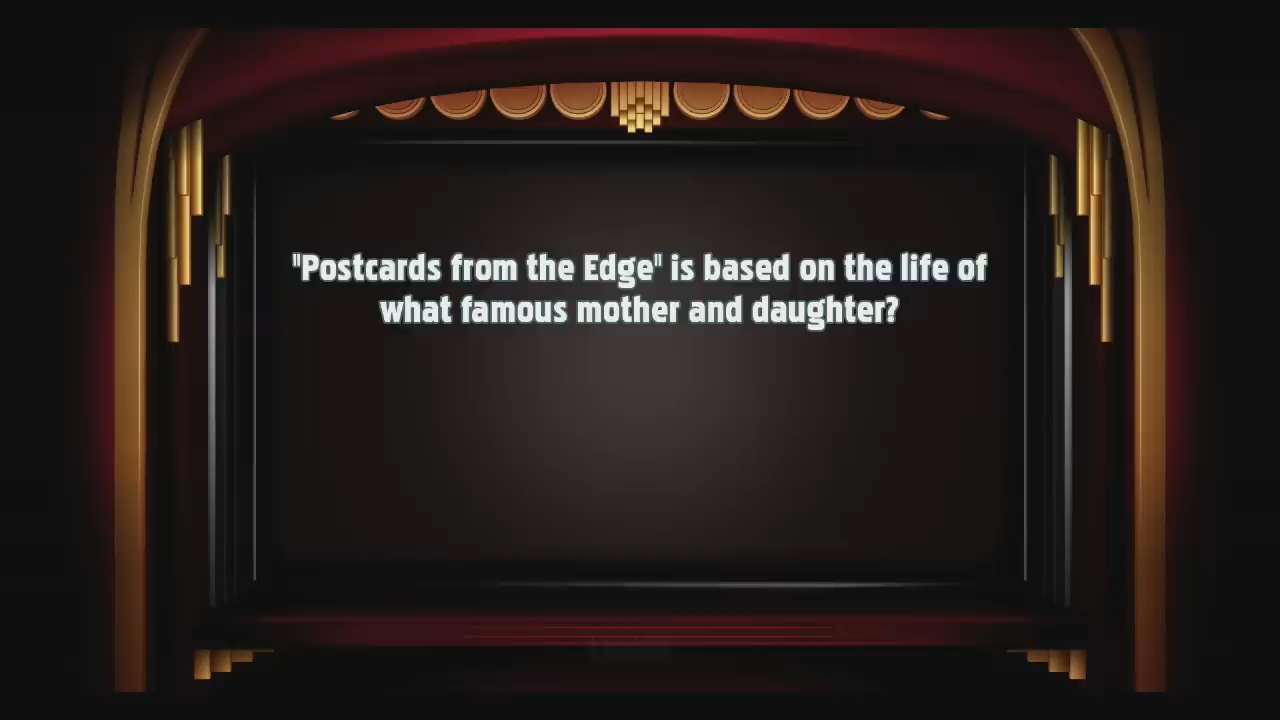 "Postcards from the Edge" is based on the life of
what famous mother and daughter?